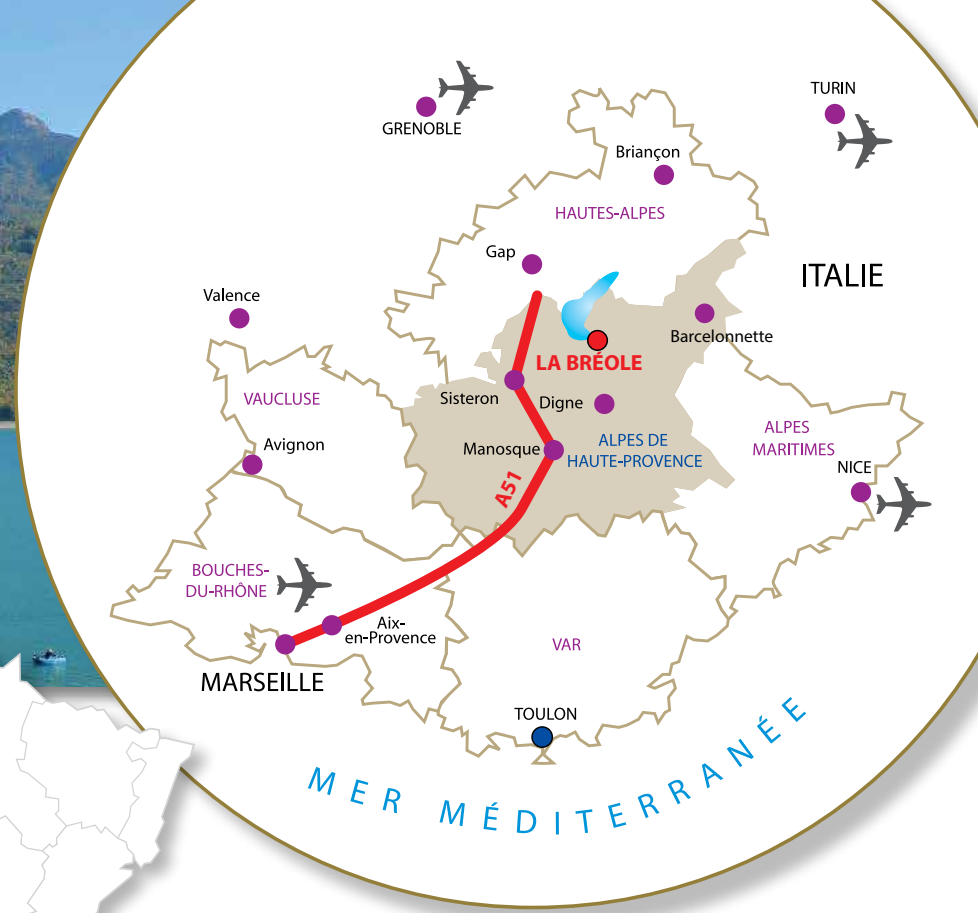 TURIN
GRENOBLE
Briançon
HAUTES-ALPES
Gap
ITALIE
Valence
Barcelonnette
LA BRÉOLE
VAUCLUSE
Sisteron
Digne
ALPES
MARITIMES
Avignon
Manosque
ALPES DE
HAUTE-PROVENCE
NICE
A51
BOUCHES-
DU-RHÔNE
Aix-
en-Provence
VAR
MARSEILLE
TOULON
MER MÉDITERRANÉE